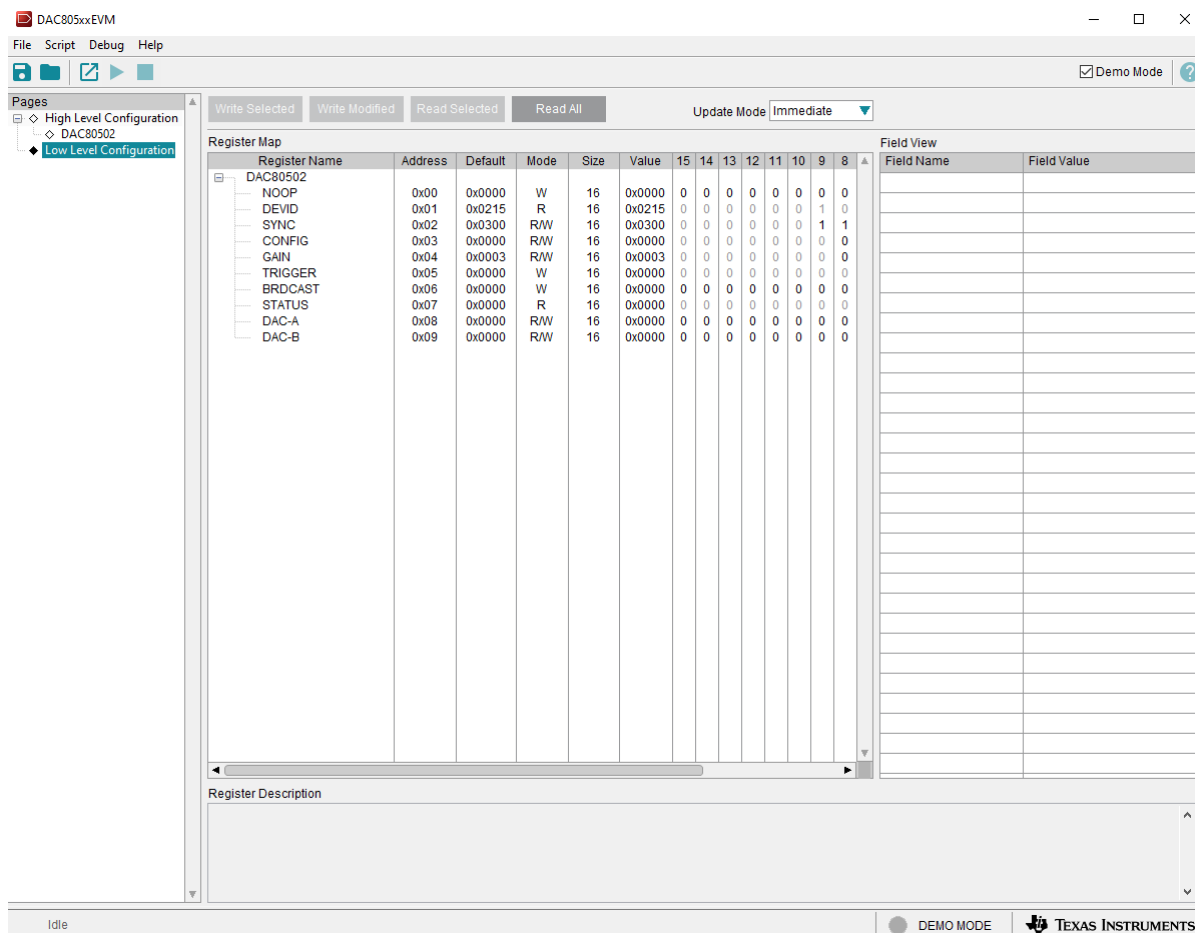 DAC805xxEVM
File Script Debug Help
Demo Mode
Pages
High Level Configuration
DAC80502
Low Level Configuration
Write Selected Write Modified Read Selected Read All Update Mode Immediate
Register Map
Register Name Address Default Mode Size Value 15 14 13 12 11 10 9 8
DAC80502
NOOP 0x00 0x0000 W 16 0x0000 0 0 0 0 0 0 0 0
DEVID 0x01 0x0215 R 16 0x0215 0 0 0 0 0 0 1 0
SYNC 0x02 0x0300 R/W 16 0x0300 0 0 0 0 0 0 1 1
CONFIG 0x03 0x0000 R/W 16 0x0000 0 0 0 0 0 0 0 0
GAIN 0x04 0x0003 R/W 16 0x0003 0 0 0 0 0 0 0 0
TRIGGER 0x05 0x0000 W 16 0x0000 0 0 0 0 0 0 0 0
BRDCAST 0x06 0x0000 W 16 0x0000 0 0 0 0 0 0 0 0
STATUS 0x07 0x0000 R 16 0x0000 0 0 0 0 0 0 0 0
DAC-A 0x08 0x0000 R/W 16 0x0000 0 0 0 0 0 0 0 0
DAC-B 0x09 0x0000 R/W 16 0x0000 0 0 0 0 0 0 0 0
Field View
Field Name Field Value
Register Description
Idle
DEMO MODE
TEXAS INSTRUMENTS